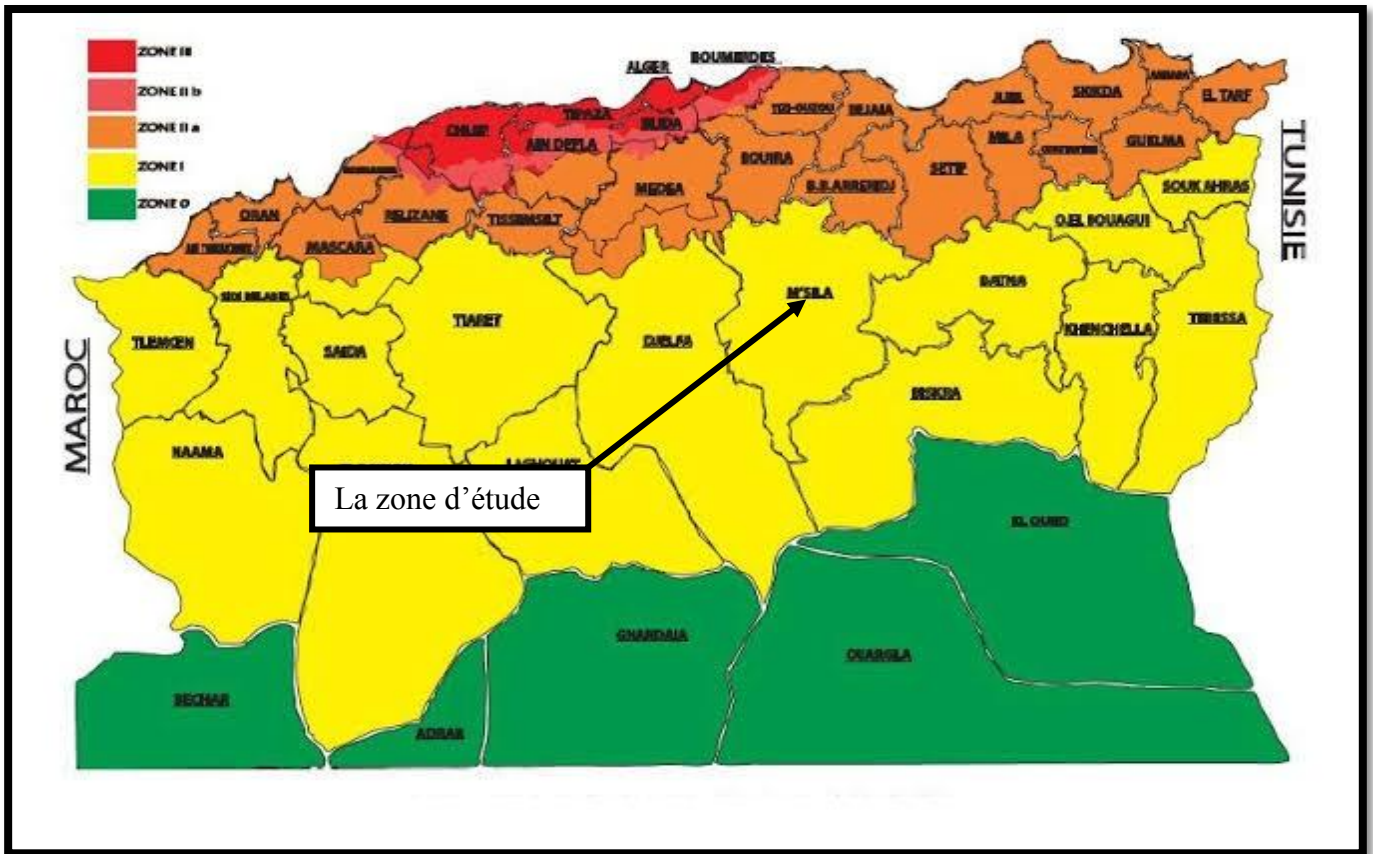 ZONE III
ZONE II b
ZONE II a
ZONE I
ZONE 0
ALGER
BOUMERDES
TIPAZA
BLIDA
CHLEF
AIN DEFLA
TIZI-OUZOU
BEJAIA
JIJEL
SKIKDA
ANNABA
EL TARF
GUELMA
MILA
SETIF
BOUIRA
B.B.ARRERIDJ
MEDEA
TISSEMSILT
RELIZANE
ORAN
MASCARA
SOUK AHRAS
O.EL BOUAGUI
TUNISIE
MAROC
TLEMCEN
SIDI BELABES
SAIDA
TIARET
DJELFA
M'SILA
BATNA
KHENCHELLA
TEBESSA
BISKRA
NAAMA
LAGHOUAT
La zone d'étude
EL OUED
GHARDAIA
OUARGLA
BECHAR
ADRAR